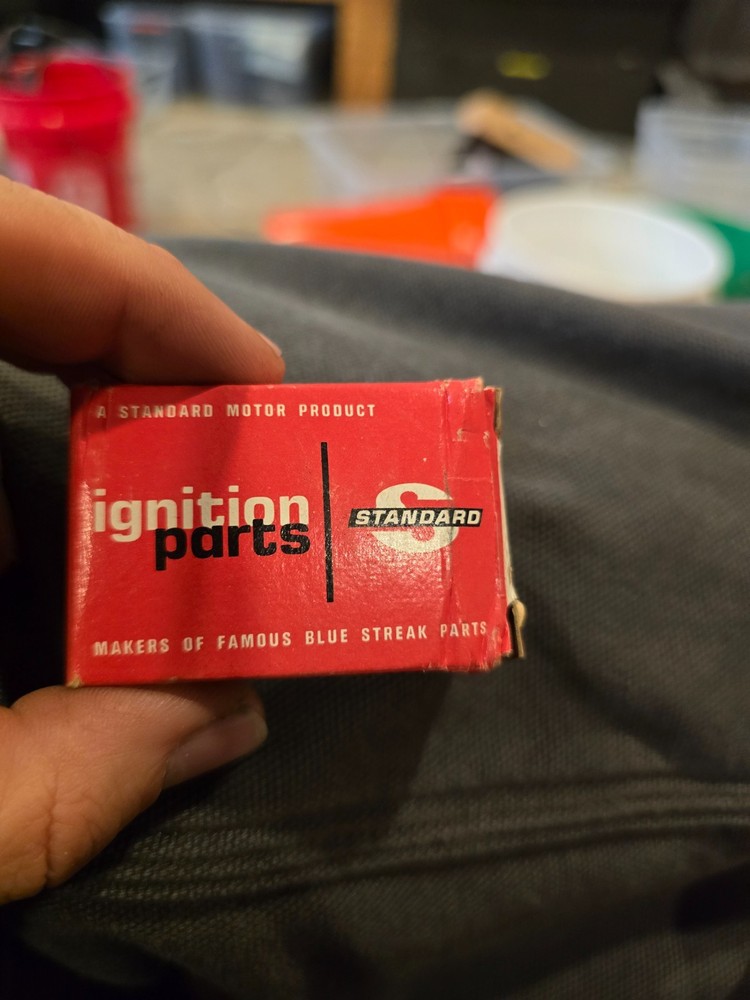 A STANDARD MOTOR PRODUCT
ignition
parts
S
STANDARD
MAKERS OF FAMOUS BLUE STREAK PARTS